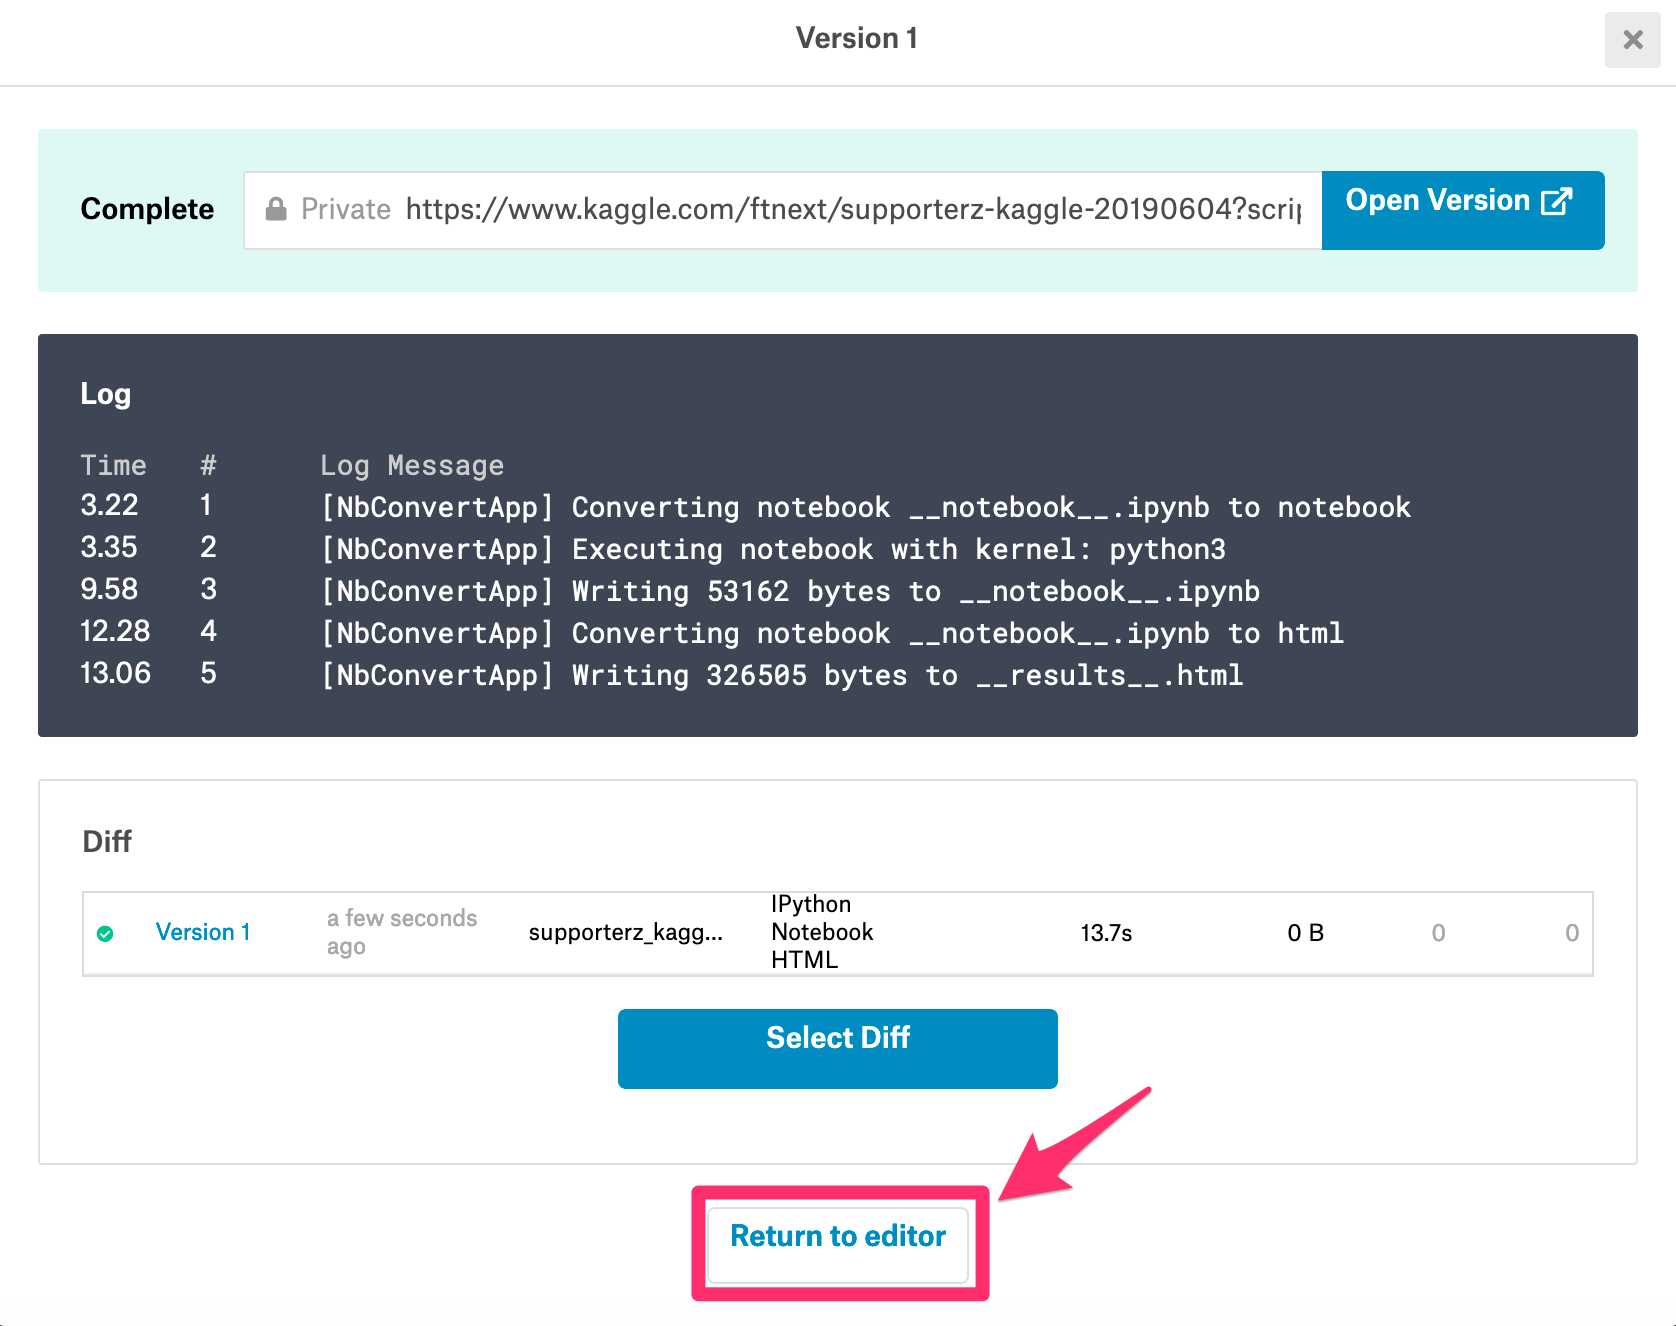 Version 1
Complete Private https://www.kaggle.com/ftnext/supporterz-kaggle-20190604?scrip Open Version
Log
Time # Log Message
3.22 1 [NbConvertApp] Converting notebook __notebook__.ipynb to notebook
3.35 2 [NbConvertApp] Executing notebook with kernel: python3
9.58 3 [NbConvertApp] Writing 53162 bytes to __notebook__.ipynb
12.28 4 [NbConvertApp] Converting notebook __notebook__.ipynb to html
13.06 5 [NbConvertApp] Writing 326505 bytes to __results__.html
Diff
Version 1
a few seconds
ago
supporterz_kagg...
IPython
Notebook
HTML
13.7s
0 B
0
0
Select Diff
Return to editor